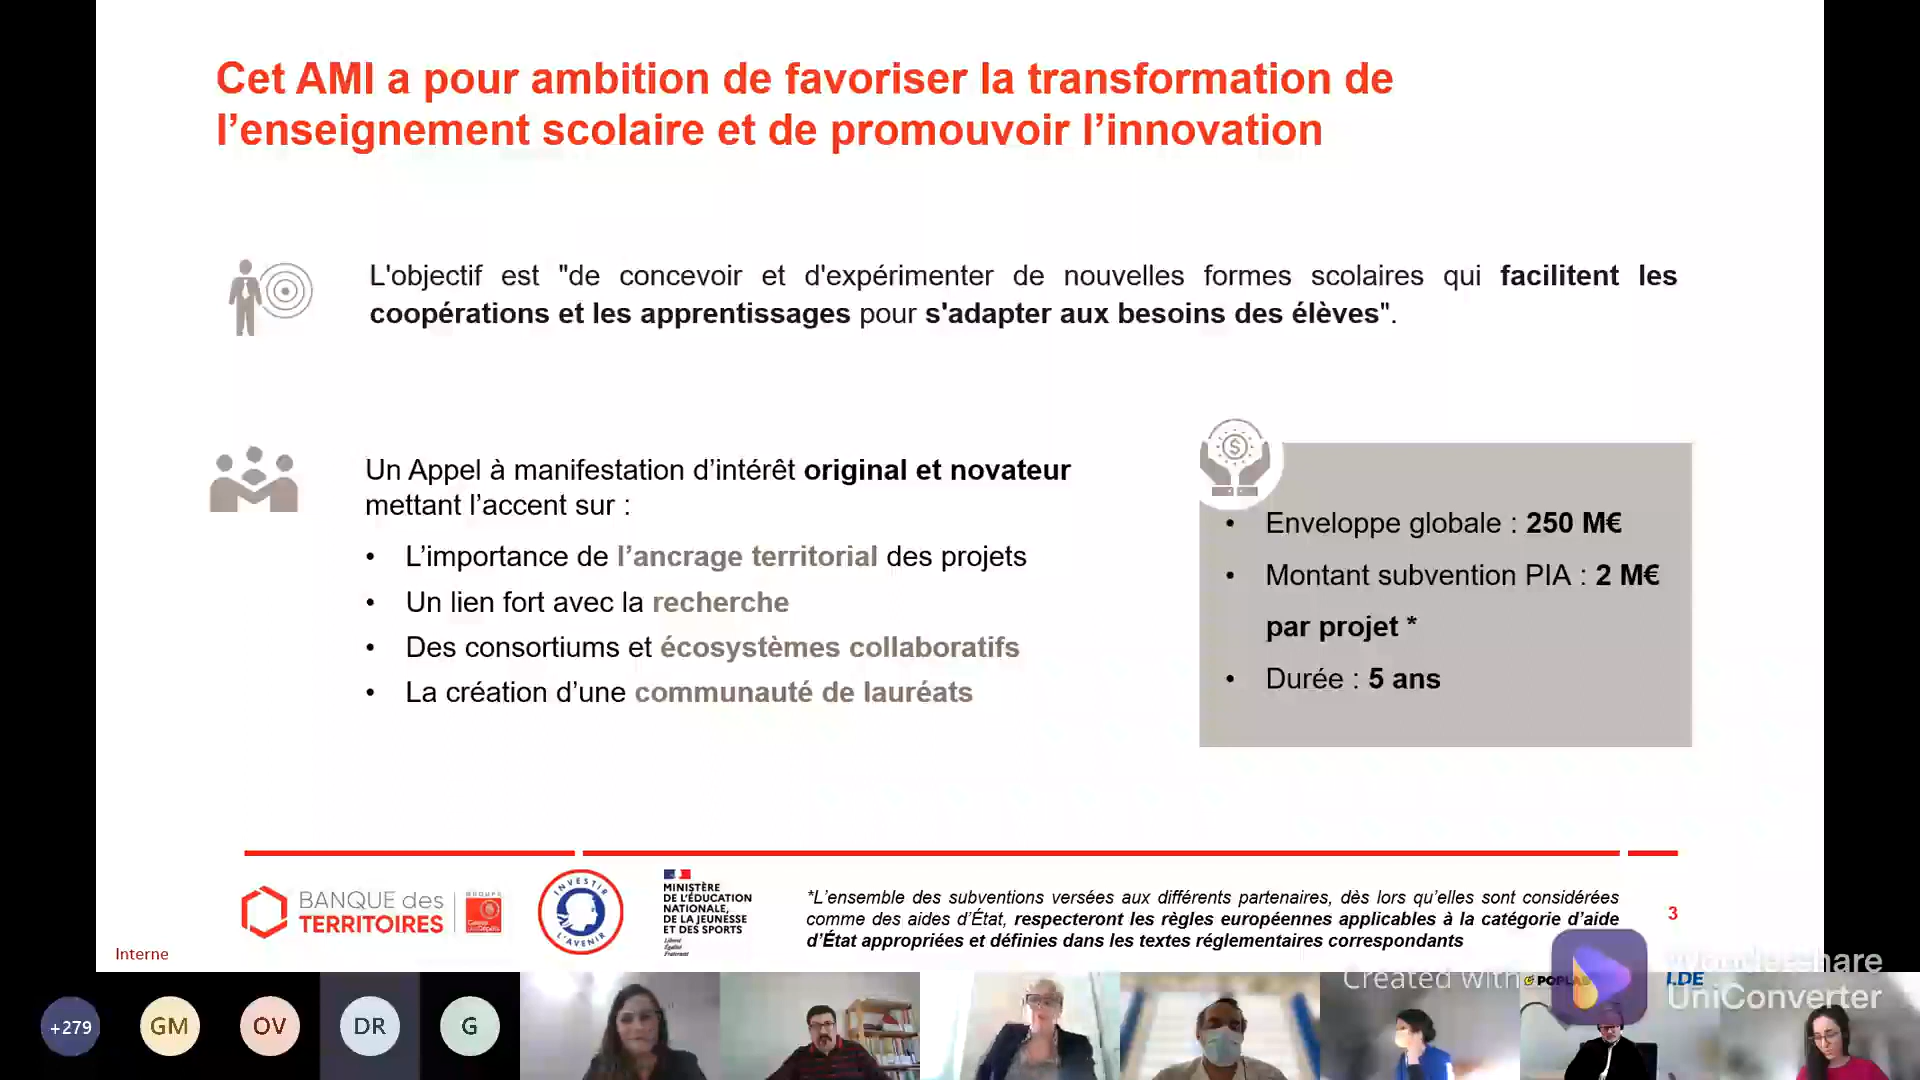 Cet AMI a pour ambition de favoriser la transformation de
l’enseignement scolaire et de promouvoir l’innovation
L'objectif est "de concevoir et d'expérimenter de nouvelles formes scolaires qui facilitent les
coopérations et les apprentissages pour s'adapter aux besoins des élèves".
Un Appel à manifestation d’intérêt original et novateur
mettant l’accent sur :
• L’importance de l’ancrage territorial des projets
• Un lien fort avec la recherche
• Des consortiums et écosystèmes collaboratifs
• La création d’une communauté de lauréats
$
• Enveloppe globale : 250 M€
• Montant subvention PIA : 2 M€
par projet *
• Durée : 5 ans
BANQUE des
TERRITOIRES
GROUPE
Caisse des Dépôts
INVESTIR
L'AVENIR
MINISTÈRE
DE L'ÉDUCATION
NATIONALE,
DE LA JEUNESSE
ET DES SPORTS
Liberté
Égalité
Fraternité
*L’ensemble des subventions versées aux différents partenaires, dès lors qu’elles sont considérées
comme des aides d’État, respecteront les règles européennes applicables à la catégorie d’aide
d’État appropriées et définies dans les textes réglementaires correspondants
3
Interne
+279
GM
OV
DR
G
Created with
Wondershare
UniConverter